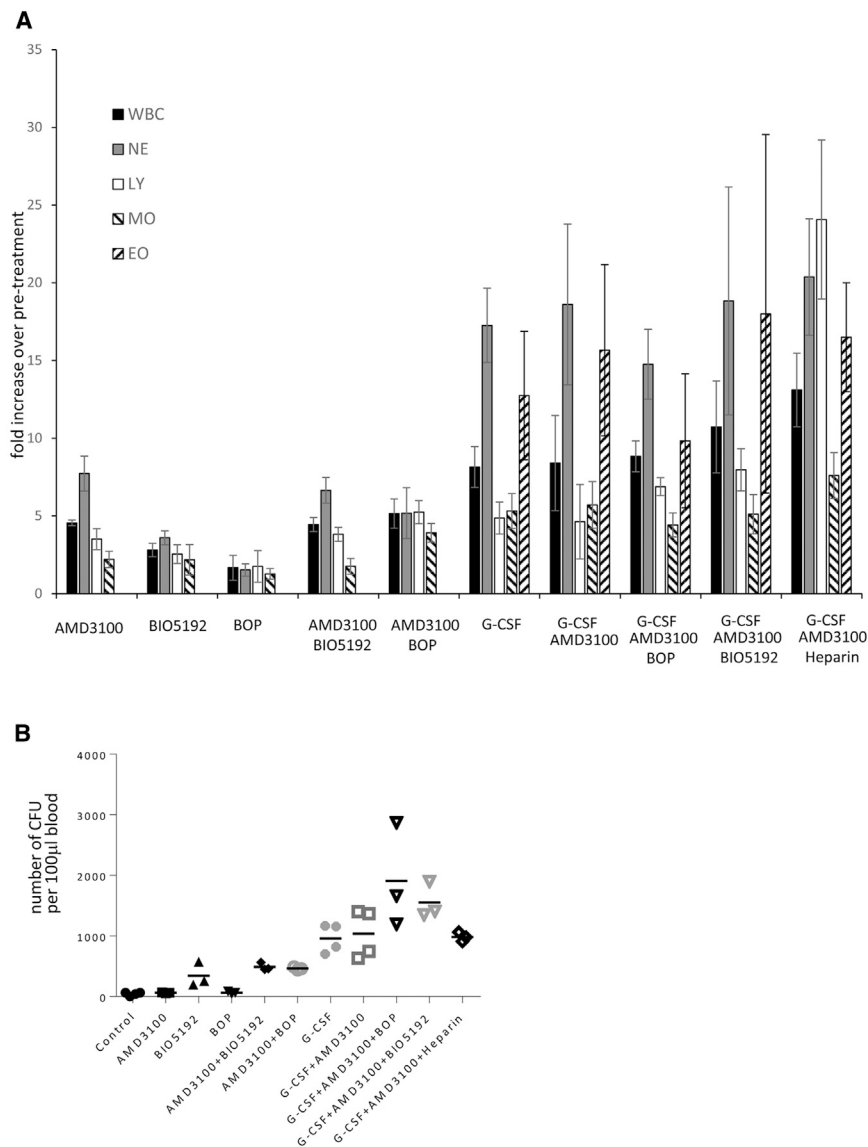 A
35
30
25
20
15
10
5
0
fold increase over pre-treatment
WBC
NE
LY
MO
EO
AMD3100
BIO5192
BOP
AMD3100
BIO5192
AMD3100
BOP
G-CSF
G-CSF
AMD3100
G-CSF
AMD3100
BOP
G-CSF
AMD3100
BIO5192
G-CSF
AMD3100
Heparin
B
4000
3000
2000
1000
0
number of CFU
per 100µl blood
Control
AMD3100
BIO5192
BOP
AMD3100+BIO5192
AMD3100+BOP
G-CSF
G-CSF+AMD3100
G-CSF+AMD3100+BOP
G-CSF+AMD3100+BIO5192
G-CSF+AMD3100+Heparin